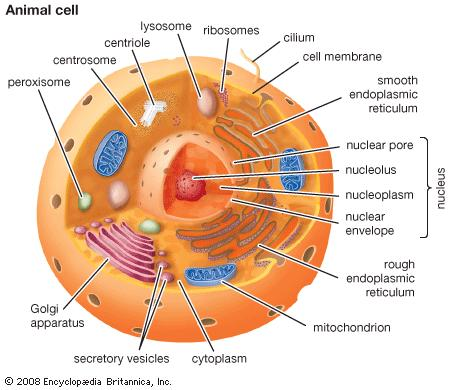 Animal cell
lysosome
ribosomes
centriole
cilium
centrosome
cell membrane
peroxisome
smooth
endoplasmic
reticulum
nuclear pore
nucleolus
nucleoplasm
nuclear
envelope
nucleus
rough
endoplasmic
reticulum
Golgi
apparatus
mitochondrion
secretory vesicles
cytoplasm
© 2008 Encyclopædia Britannica, Inc.